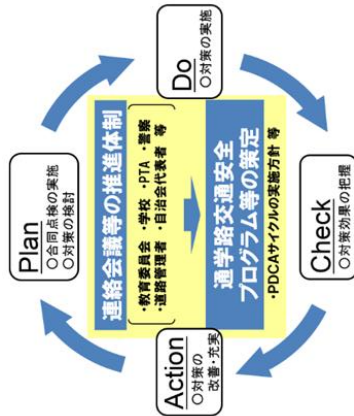 Plan
○合同点検の実施
○対策の検討
Do
○対策の実施
連絡会議等の推進体制
・教育委員会 ・学校 ・PTA ・警察
・道路管理者 ・自治会代表者 等
通学路交通安全
プログラム等の策定
・PDCAサイクルの実施方針 等
Check
○対策効果の把握
Action
○対策の
改善・充実